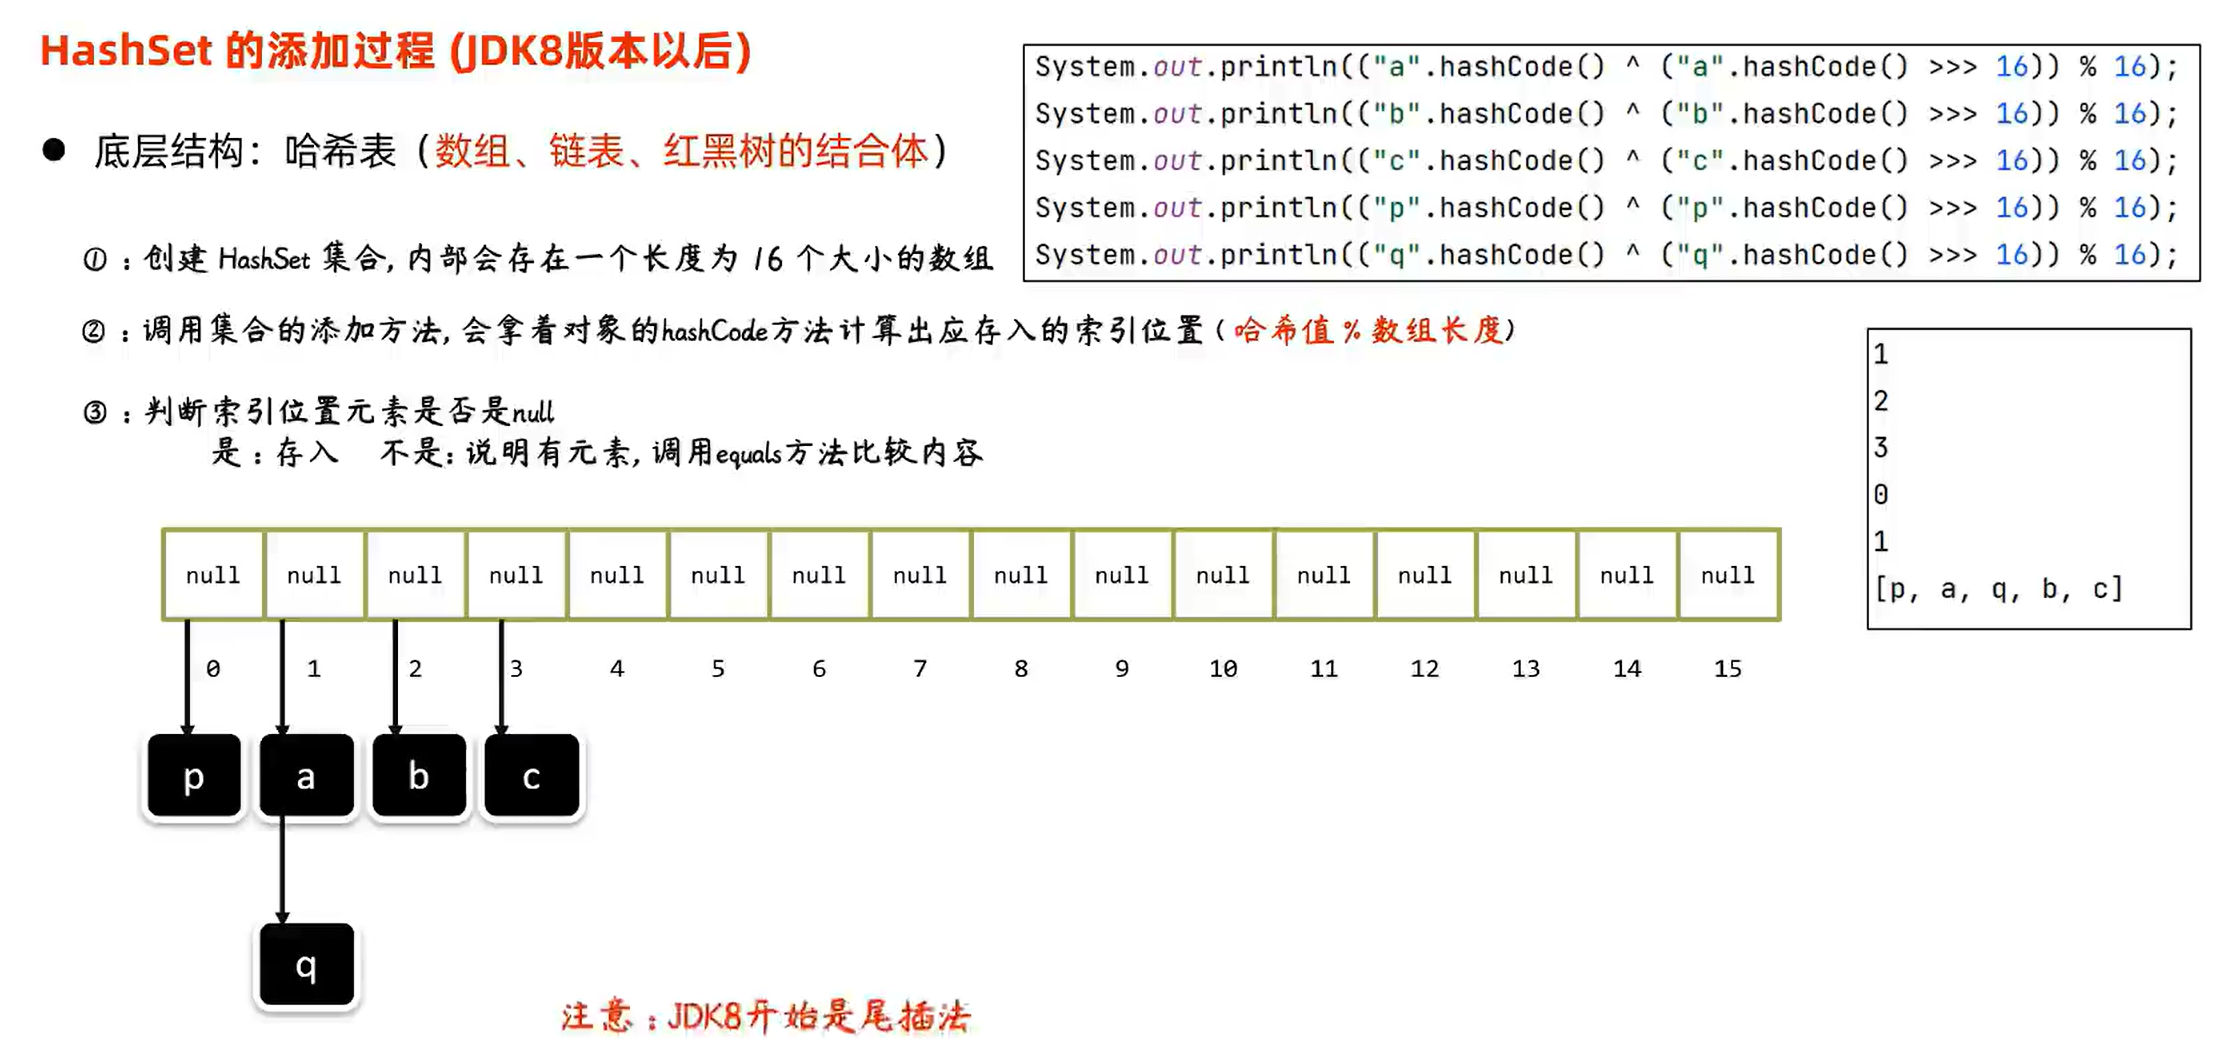 HashSet 的添加过程 (JDK8版本以后)
● 底层结构：哈希表（数组、链表、红黑树的结合体）
①：创建 HashSet 集合, 内部会存在一个长度为 16 个大小的数组
②：调用集合的添加方法, 会拿着对象的hashCode方法计算出应存入的索引位置 ( 哈希值 % 数组长度)
③：判断索引位置元素是否是null
是：存入 不是：说明有元素, 调用equals方法比较内容
System.out.println(("a".hashCode() ^ ("a".hashCode() >>> 16)) % 16);
System.out.println(("b".hashCode() ^ ("b".hashCode() >>> 16)) % 16);
System.out.println(("c".hashCode() ^ ("c".hashCode() >>> 16)) % 16);
System.out.println(("p".hashCode() ^ ("p".hashCode() >>> 16)) % 16);
System.out.println(("q".hashCode() ^ ("q".hashCode() >>> 16)) % 16);
1
2
3
0
1
[p, a, q, b, c]
null null null null null null null null null null null null null null null null
0 1 2 3 4 5 6 7 8 9 10 11 12 13 14 15
p a b c
q
注意：JDK8开始是尾插法